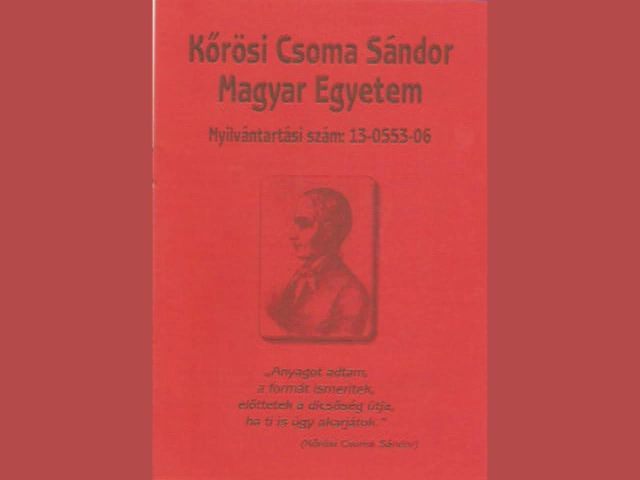 Kőrösi Csoma Sándor
Magyar Egyetem
Nyilvántartási szám: 13-0553-06
„Anyagot adtam,
a formát ismeritek,
előttetek a dicsőség útja,
ha ti is úgy akarjátok.”
(Kőrösi Csoma Sándor)